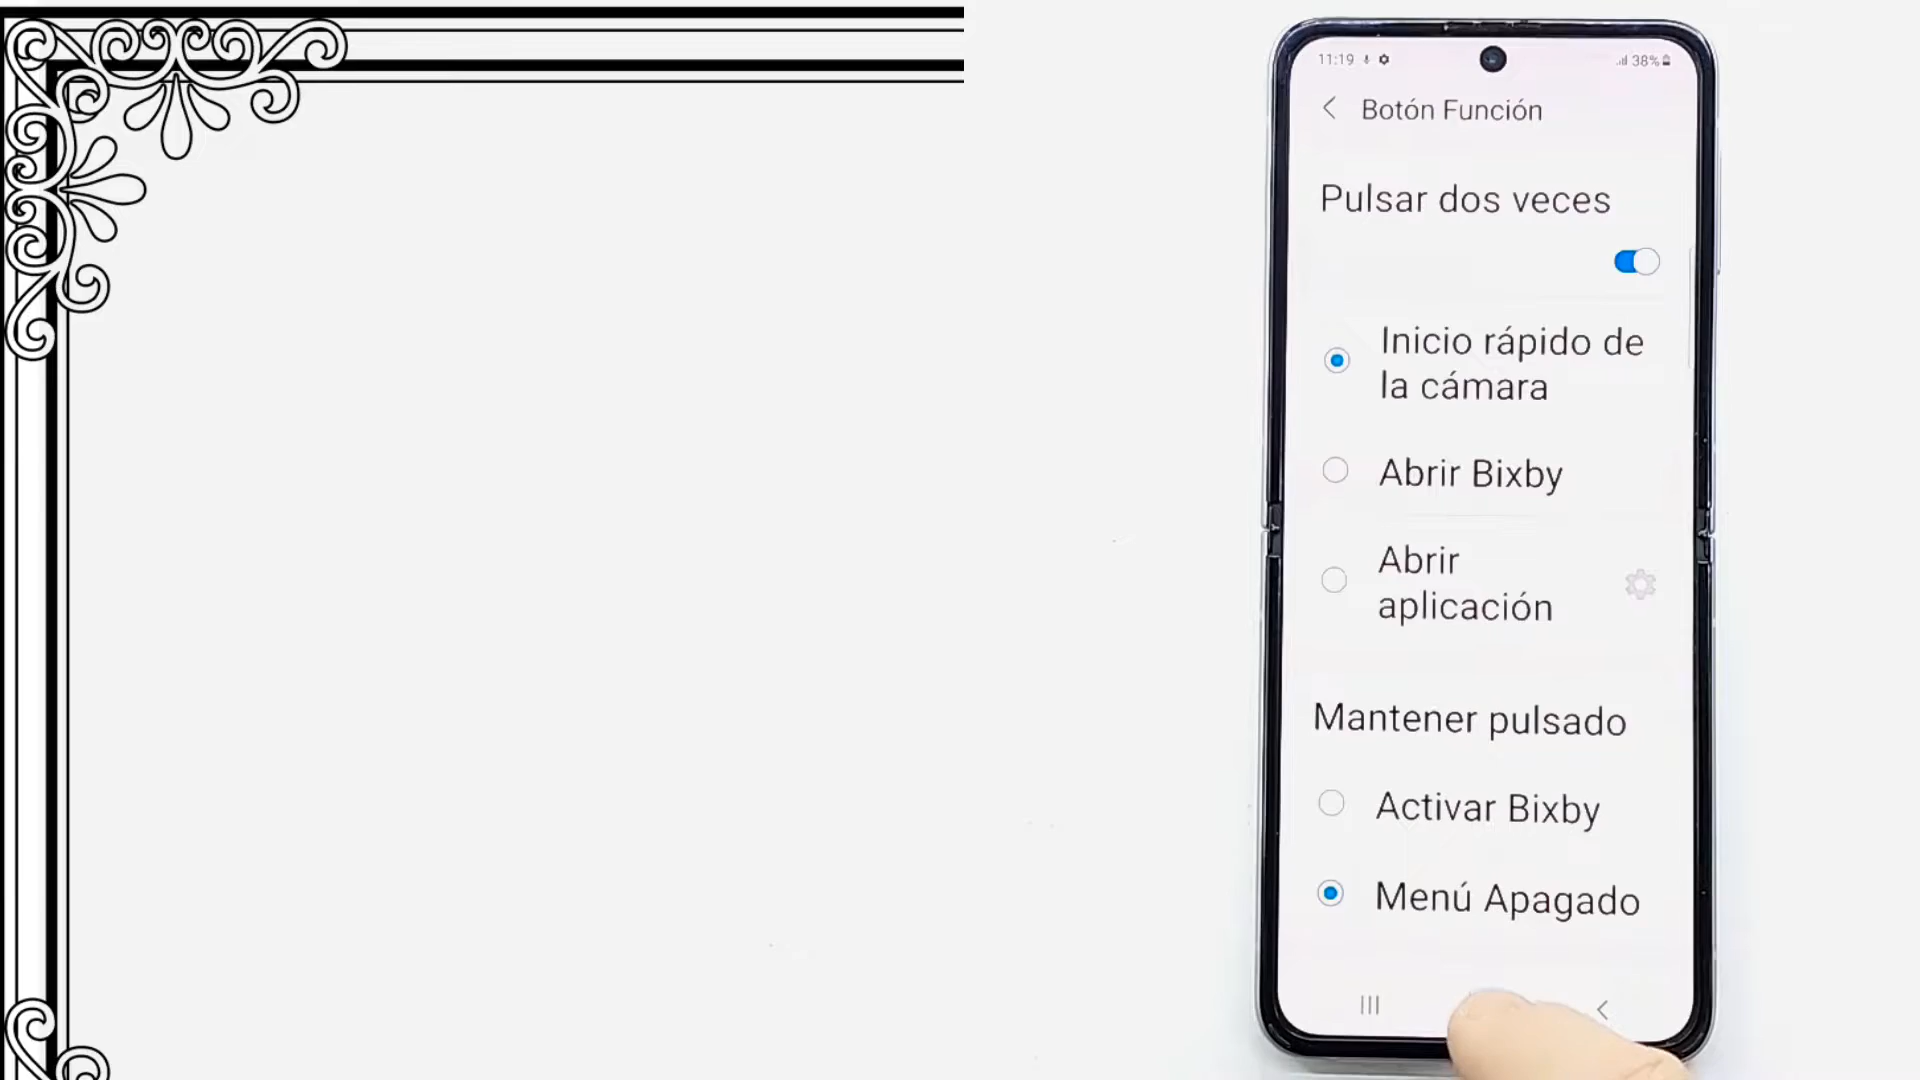 11:19
38%
Botón Función
Pulsar dos veces
Inicio rápido de
la cámara
Abrir Bixby
Abrir
aplicación
Mantener pulsado
Activar Bixby
Menú Apagado